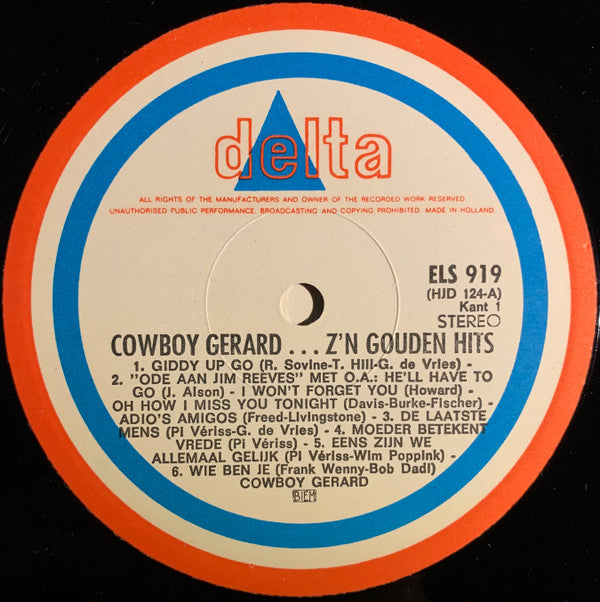 delta
ALL RIGHTS OF THE MANUFACTURERS AND OWNER OF THE RECORDED WORK RESERVED
UNAUTHORISED PUBLIC PERFORMANCE, BROADCASTING AND COPYING PROHIBITED. MADE IN HOLLAND.
ELS 919
(HJD 124-A)
Kant 1
STEREO
COWBOY GERARD ... Z'N GOUDEN HITS
1. GIDDY UP GO (R. Sovine-T. Hill-G. de Vries) -
2. "ODE AAN JIM REEVES" MET O.A.: HE'LL HAVE TO
GO (J. Alson) - I WON'T FORGET YOU (Howard) -
OH HOW I MISS YOU TONIGHT (Davis-Burke-Fischer) -
ADIO'S AMIGOS (Freed-Livingstone) - 3. DE LAATSTE
MENS (Pi Vèriss-G. de Vries) - 4. MOEDER BETEKENT
VREDE (Pi Vèriss) - 5. EENS ZIJN WE
ALLEMAAL GELIJK (Pi Vèriss-Wim Poppink) -
6. WIE BEN JE (Frank Wenny-Bob Dadi)
COWBOY GERARD
BIEM